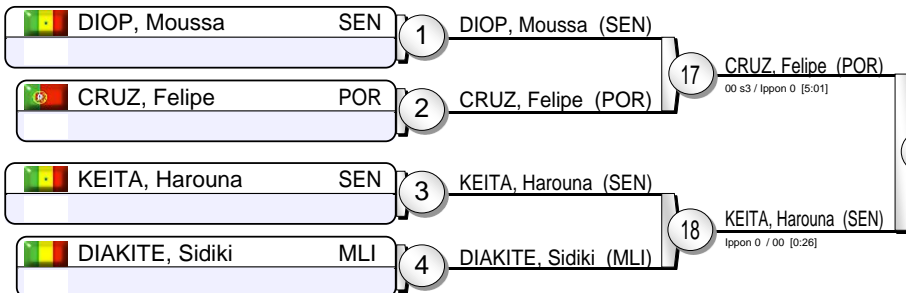 DIOP, Moussa SEN
1
DIOP, Moussa (SEN)
CRUZ, Felipe POR
2
CRUZ, Felipe (POR)
17
CRUZ, Felipe (POR)
00 s3 / Ippon 0 [5:01]
KEITA, Harouna SEN
3
KEITA, Harouna (SEN)
DIAKITE, Sidiki MLI
4
DIAKITE, Sidiki (MLI)
18
KEITA, Harouna (SEN)
Ippon 0 / 00 [0:26]